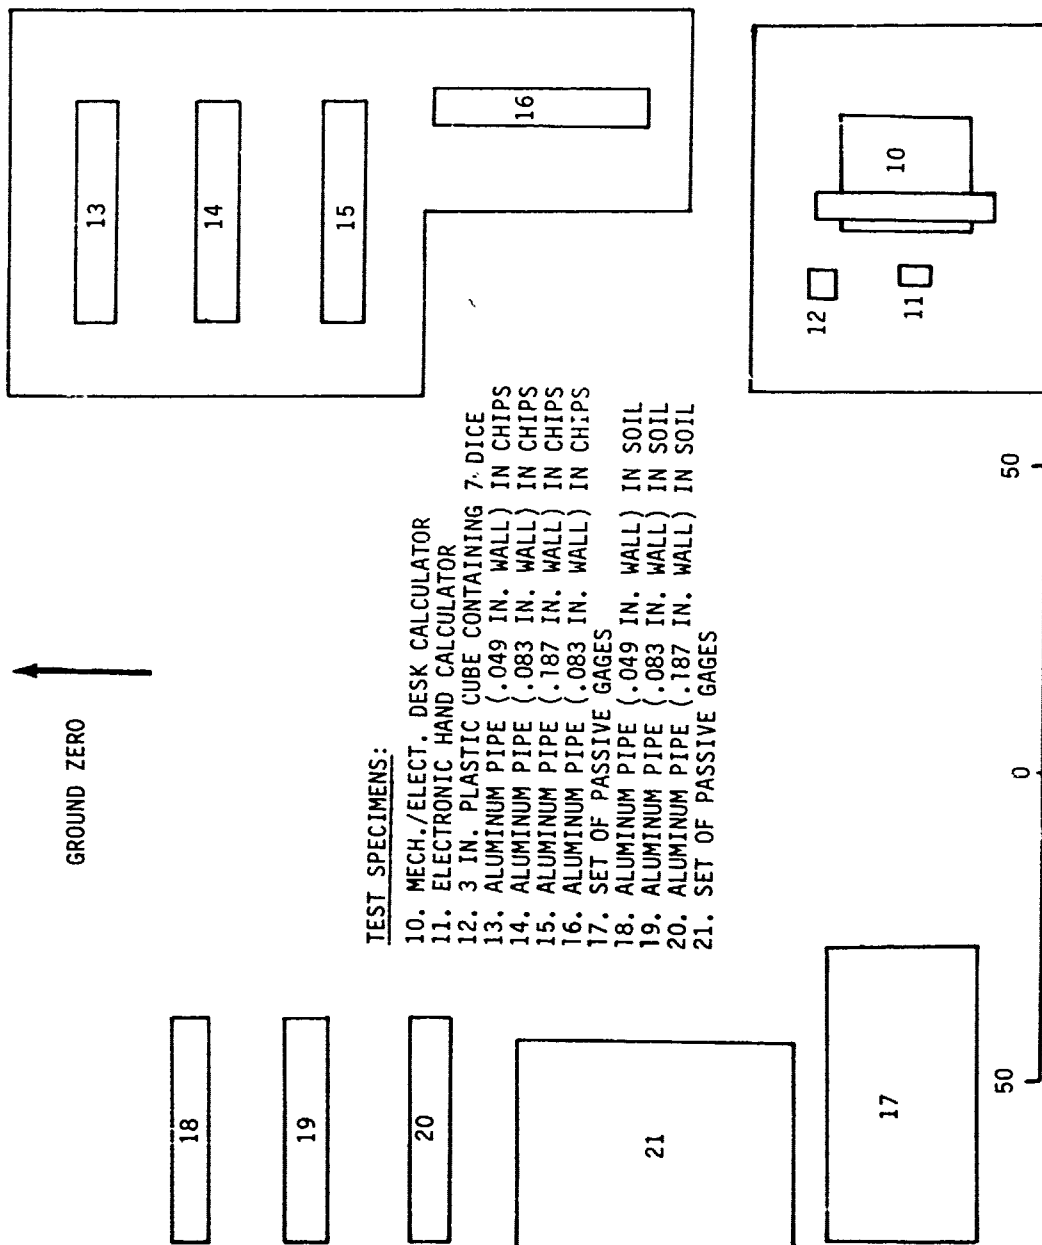 GROUND ZERO
TEST SPECIMENS:
10. MECH./ELECT. DESK CALCULATOR
11. ELECTRONIC HAND CALCULATOR
12. 3 IN. PLASTIC CUBE CONTAINING 7 DICE
13. ALUMINUM PIPE (.049 IN. WALL) IN CHIPS
14. ALUMINUM PIPE (.083 IN. WALL) IN CHIPS
15. ALUMINUM PIPE (.187 IN. WALL) IN CHIPS
16. ALUMINUM PIPE (.083 IN. WALL) IN CHIPS
17. SET OF PASSIVE GAGES
18. ALUMINUM PIPE (.049 IN. WALL) IN SOIL
19. ALUMINUM PIPE (.083 IN. WALL) IN SOIL
20. ALUMINUM PIPE (.187 IN. WALL) IN SOIL
21. SET OF PASSIVE GAGES
13
14
15
16
10
12
11
18
19
20
21
17
50
0
50